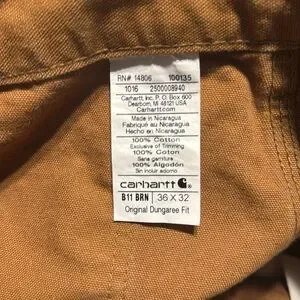 RN# 14806 100135
1016 2500008940
Carhartt, Inc. P.O. Box 600
Dearborn, MI 48121 USA
Carhartt.com
Made in Nicaragua
Fabriqué au Nicaragua
Hecho en Nicaragua
100% Cotton
Exclusive of Trimming
100% Coton
Sans garniture
100% Algodón
Sin incluir adorno
carhartt
B11 BRN 36 X 32
Original Dungaree Fit